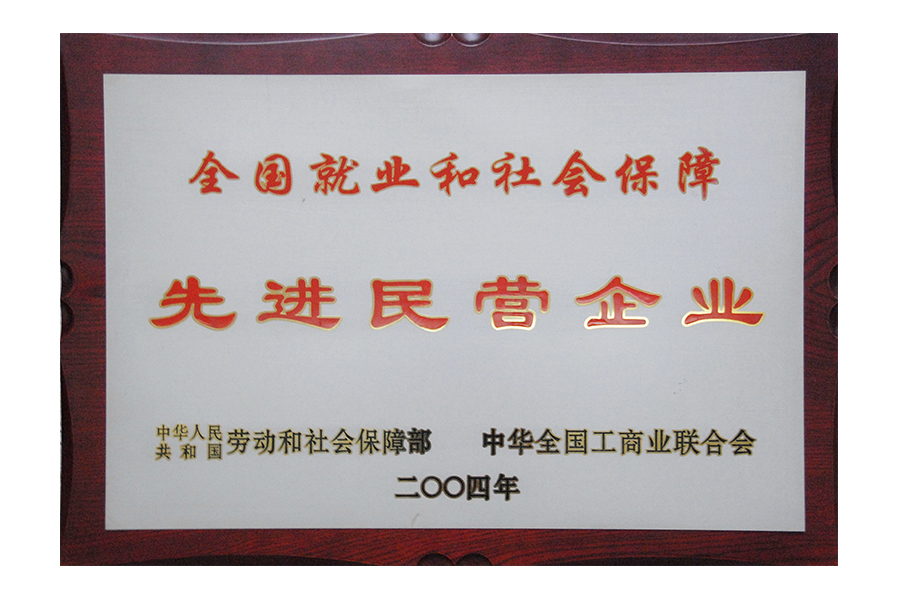 全国就业和社会保障
先进民营企业
中华人民共和国劳动和社会保障部 中华全国工商业联合会
二〇〇四年